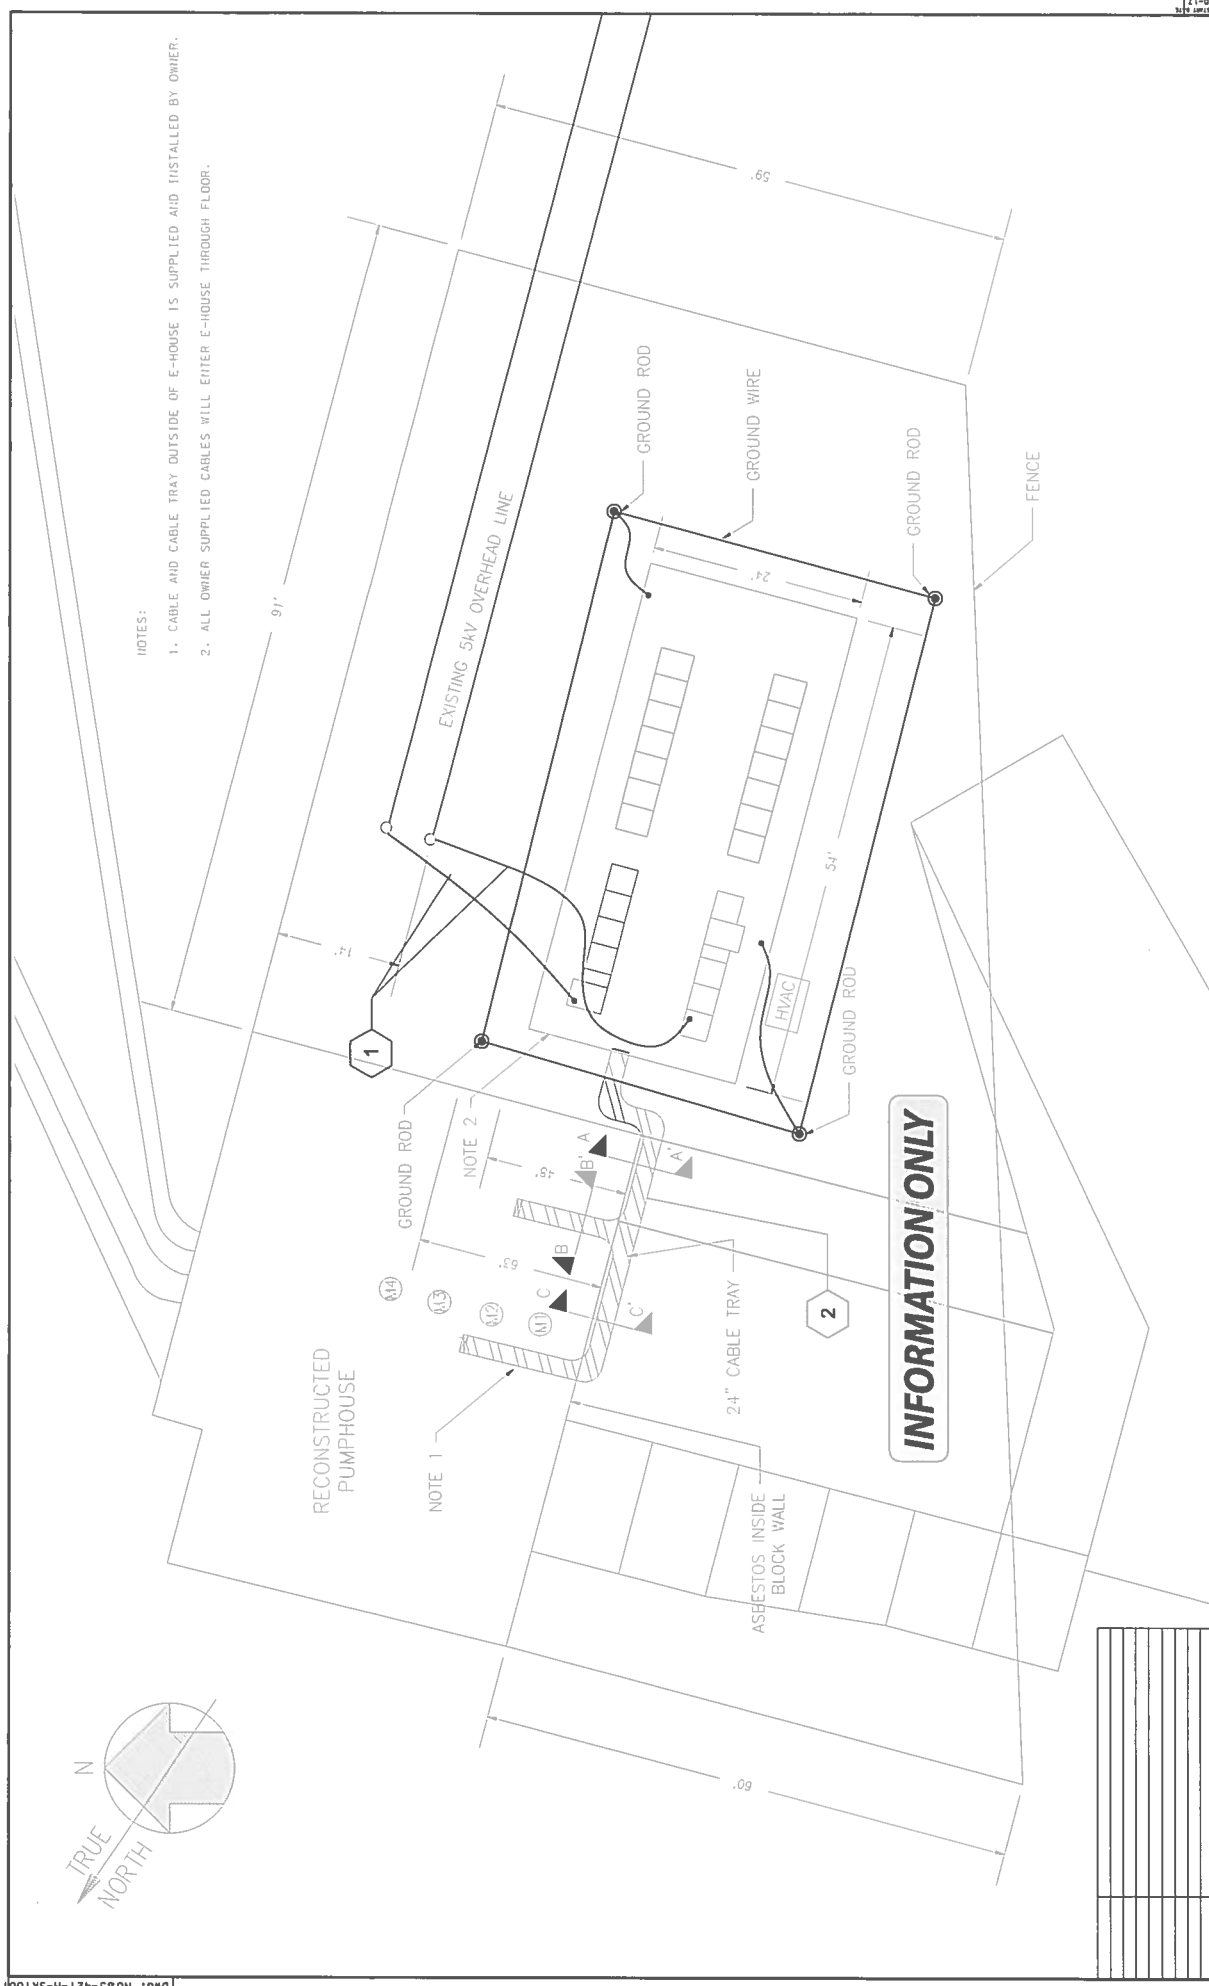 NOTES:
1. CABLE AND CABLE TRAY OUTSIDE OF E-HOUSE IS SUPPLIED AND INSTALLED BY OWNER.
2. ALL OWNER SUPPLIED CABLES WILL ENTER E-HOUSE THROUGH FLOOR.
91'
59'
EXISTING 5kV OVERHEAD LINE
GROUND ROD
GROUND WIRE
GROUND ROD
FENCE
24'
54'
14'
1
HVAC
GROUND ROD
GROUND ROD
NOTE 2
A
B'
A'
B
C
C'
63'
M4
M3
M2
M1
24" CABLE TRAY
2
RECONSTRUCTED
PUMPHOUSE
NOTE 1
ASBESTOS INSIDE
BLOCK WALL
INFORMATION ONLY
60'
N
TRUE
NORTH